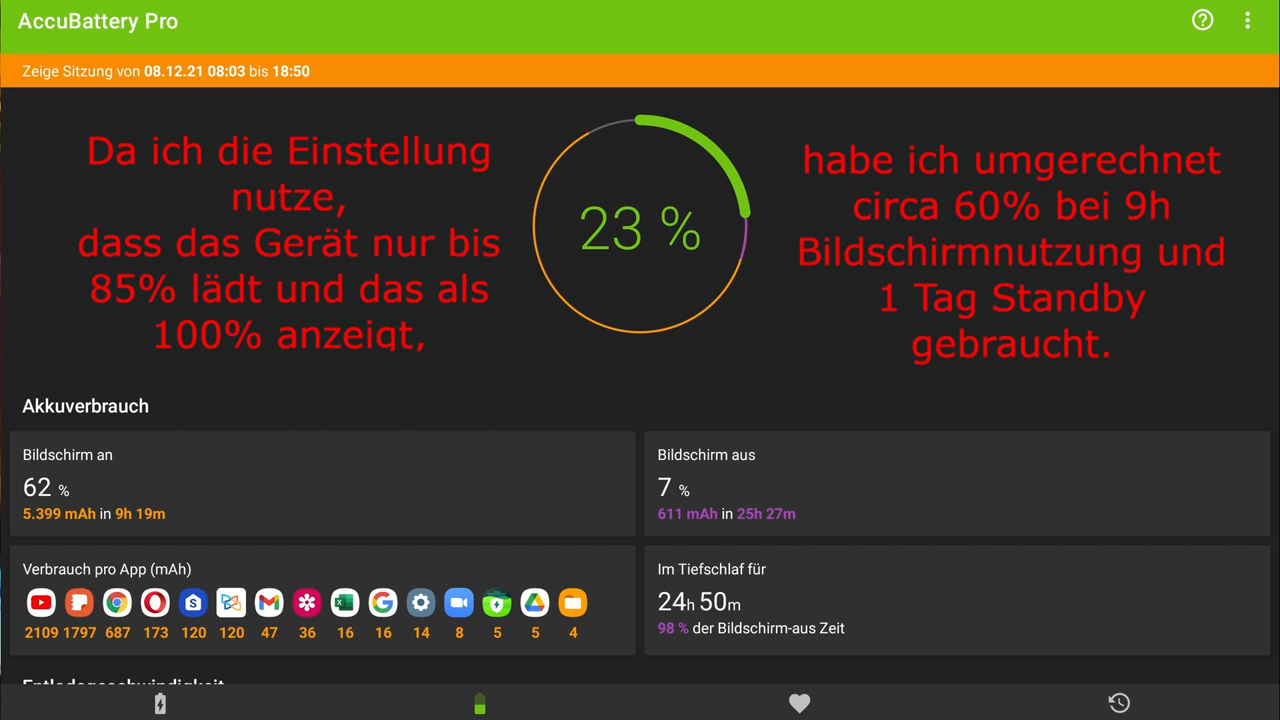 AccuBattery Pro
Zeige Sitzung von 08.12.21 08:03 bis 18:50
Da ich die Einstellung
nutze,
dass das Gerät nur bis
85% lädt und das als
100% anzeigt,
23 %
habe ich umgerechnet
circa 60% bei 9h
Bildschirmnutzung und
1 Tag Standby
gebraucht.
Akkuverbrauch
Bildschirm an
62 %
5.399 mAh in 9h 19m
Bildschirm aus
7 %
611 mAh in 25h 27m
Verbrauch pro App (mAh)
2109 1797 687 173 120 120 47 36 16 16 14 8 5 5 4
Im Tiefschlaf für
24h 50m
98 % der Bildschirm-aus Zeit
Entladegeschwindigkeit